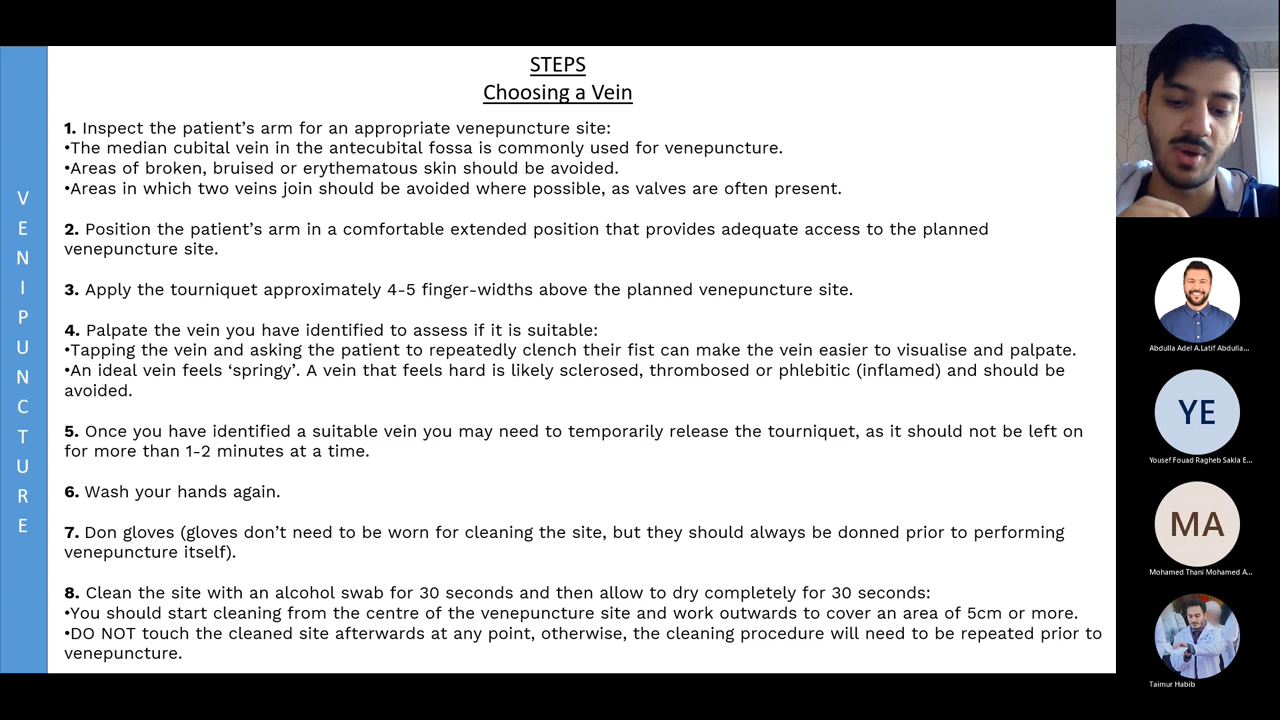 VENIPUNCTURE
STEPS
Choosing a Vein
1. Inspect the patient’s arm for an appropriate venepuncture site:
•The median cubital vein in the antecubital fossa is commonly used for venepuncture.
•Areas of broken, bruised or erythematous skin should be avoided.
•Areas in which two veins join should be avoided where possible, as valves are often present.
2. Position the patient’s arm in a comfortable extended position that provides adequate access to the planned
venepuncture site.
3. Apply the tourniquet approximately 4-5 finger-widths above the planned venepuncture site.
4. Palpate the vein you have identified to assess if it is suitable:
•Tapping the vein and asking the patient to repeatedly clench their fist can make the vein easier to visualise and palpate.
•An ideal vein feels ‘springy’. A vein that feels hard is likely sclerosed, thrombosed or phlebitic (inflamed) and should be
avoided.
5. Once you have identified a suitable vein you may need to temporarily release the tourniquet, as it should not be left on
for more than 1-2 minutes at a time.
6. Wash your hands again.
7. Don gloves (gloves don’t need to be worn for cleaning the site, but they should always be donned prior to performing
venepuncture itself).
8. Clean the site with an alcohol swab for 30 seconds and then allow to dry completely for 30 seconds:
•You should start cleaning from the centre of the venepuncture site and work outwards to cover an area of 5cm or more.
•DO NOT touch the cleaned site afterwards at any point, otherwise, the cleaning procedure will need to be repeated prior to
venepuncture.
Abdulla Adel A.Latif Abdulla...
YE
Yousef Fouad Ragheb Sakla E...
MA
Mohamed Thani Mohamed A...
Taimur Habib